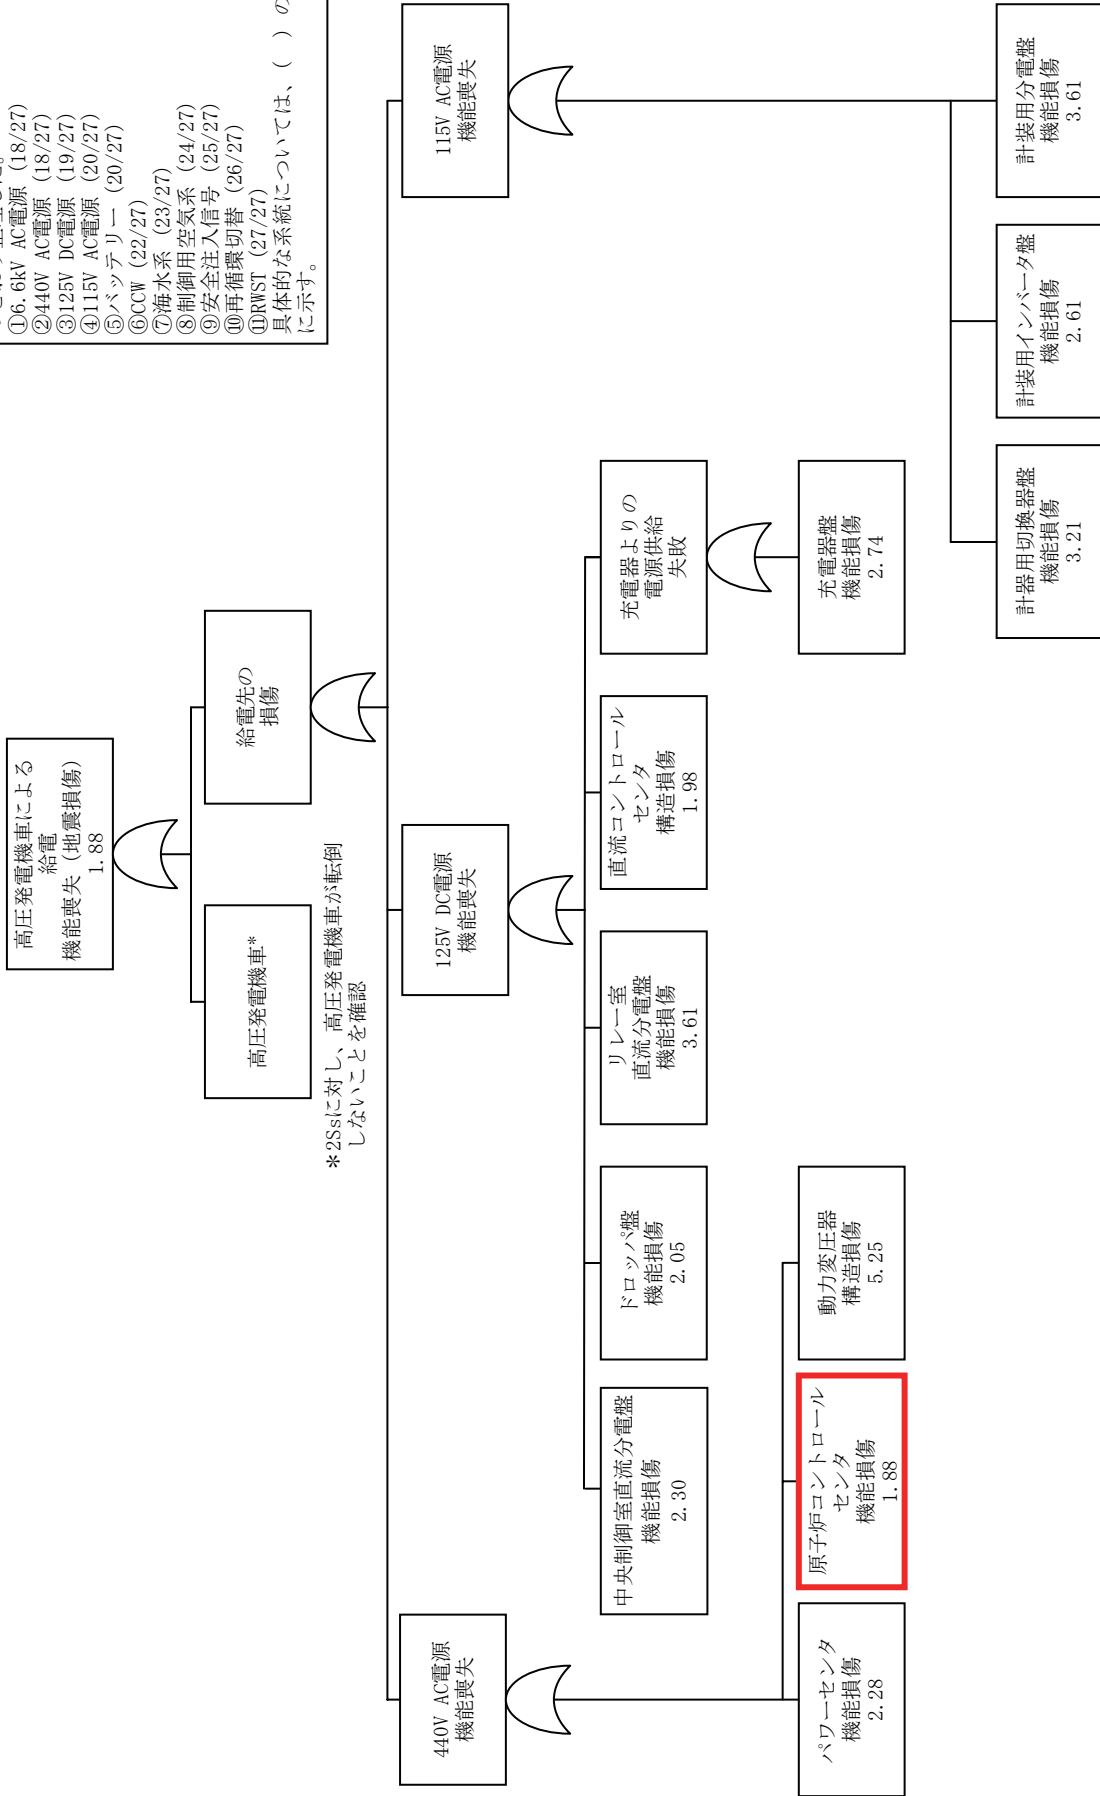 高圧発電機車による
給電
機能喪失（地震損傷）
1.88
高圧発電機車*
給電先の
損傷
*2Ssに対し、高圧発電機車が転倒
しないことを確認
440V AC電源
機能喪失
125V DC電源
機能喪失
115V AC電源
機能喪失
中央制御室直流分電盤
機能損傷
2.30
ドロッパ盤
機能損傷
2.05
リレー室
直流分電盤
機能損傷
3.61
直流コントロール
センタ
構造損傷
1.98
充電器よりの
電源供給
失敗
パワーセンタ
機能損傷
2.28
原子炉コントロール
センタ
機能損傷
1.88
動力変圧器
構造損傷
5.25
充電器盤
機能損傷
2.74
計器用切換器盤
機能損傷
3.21
計装用インバータ盤
機能損傷
2.61
計装用分電盤
機能損傷
3.61
①6.6kV AC電源 (18/27)
②440V AC電源 (18/27)
③125V DC電源 (19/27)
④115V AC電源 (20/27)
⑤バッテリー (20/27)
⑥CCW (22/27)
⑦海水系 (23/27)
⑧制御用空気系 (24/27)
⑨安全注入信号 (25/27)
⑩再循環切替 (26/27)
⑪RWST (27/27)
具体的な系統については、( ) の
に示す。